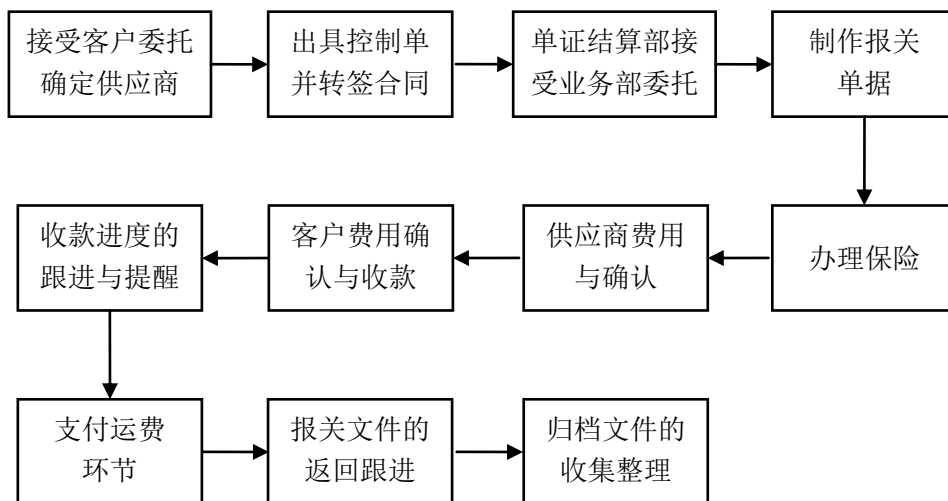 接受客户委托
确定供应商
出具控制单
并转签合同
单证结算部接
受业务部委托
制作报关
单据
办理保险
供应商费用
与确认
客户费用确
认与收款
收款进度的
跟进与提醒
支付运费
环节
报关文件的
返回跟进
归档文件的
收集整理